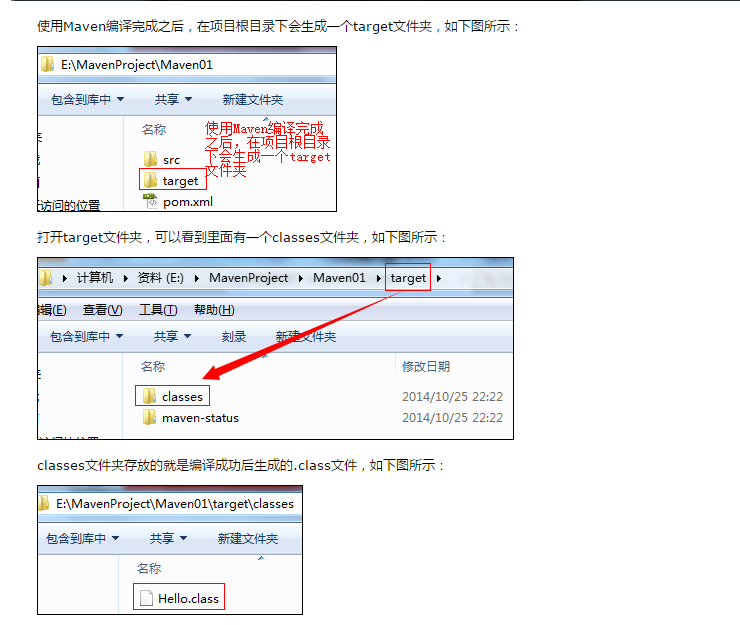 使用Maven编译完成之后，在项目根目录下会生成一个target文件夹，如下图所示：
E:\MavenProject\Maven01
包含到库中 共享 新建文件夹
名称
使用Maven编译完成
之后，在项目根目录
下会生成一个target
文件夹
src
target
访问的位置
pom.xml
打开target文件夹，可以看到里面有一个classes文件夹，如下图所示：
计算机 资料 (E:) MavenProject Maven01 target
辑(E) 查看(V) 工具(T) 帮助(H)
包含到库中 共享 刻录 新建文件夹
名称 修改日期
classes 2014/10/25 22:22
maven-status 2014/10/25 22:22
classes文件夹存放的就是编译成功后生成的.class文件，如下图所示：
E:\MavenProject\Maven01\target\classes
包含到库中 共享 新建文件夹
名称
Hello.class